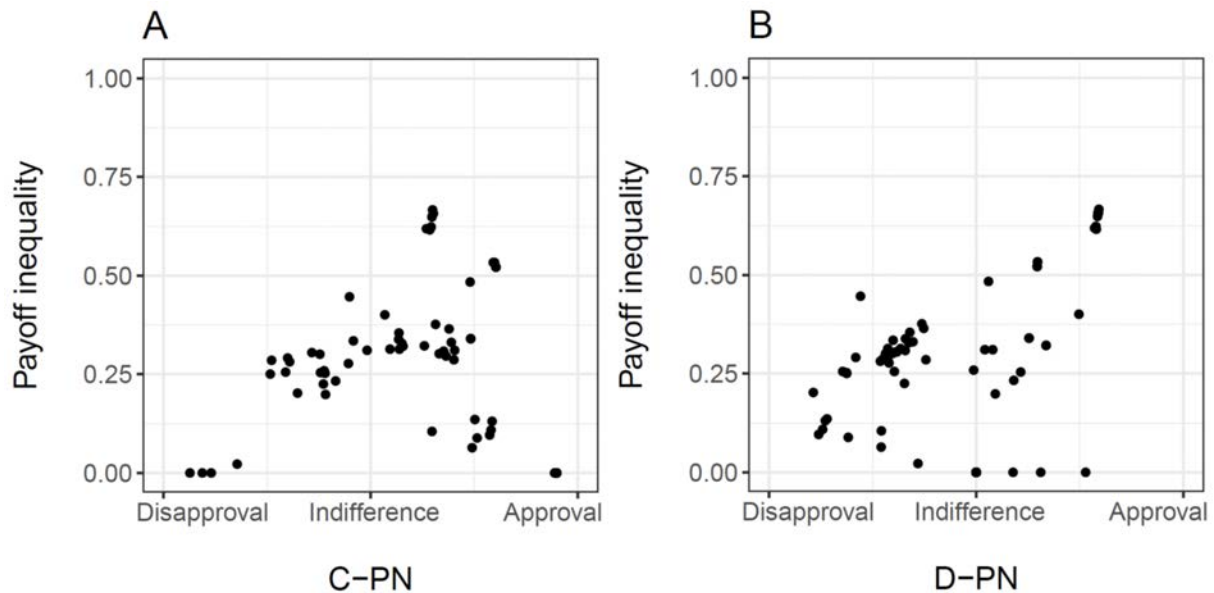 A
Payoff inequality
1.00
0.75
0.50
0.25
0.00
Disapproval Indifference Approval
C−PN
B
Payoff inequality
1.00
0.75
0.50
0.25
0.00
Disapproval Indifference Approval
D−PN